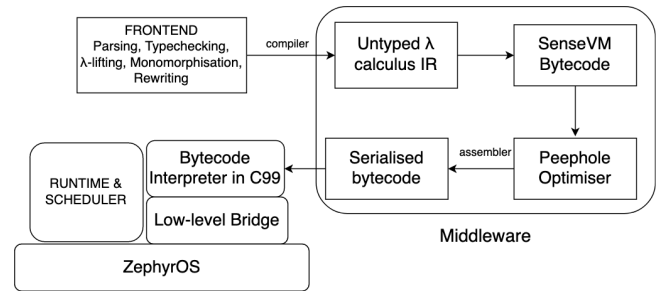 FRONTEND
Parsing, Typechecking,
λ-lifting, Monomorphisation,
Rewriting
compiler
Untyped λ
calculus IR
SenseVM
Bytecode
Peephole
Optimiser
assembler
Serialised
bytecode
Middleware
Bytecode
Interpreter in C99
RUNTIME &
SCHEDULER
Low-level Bridge
ZephyrOS